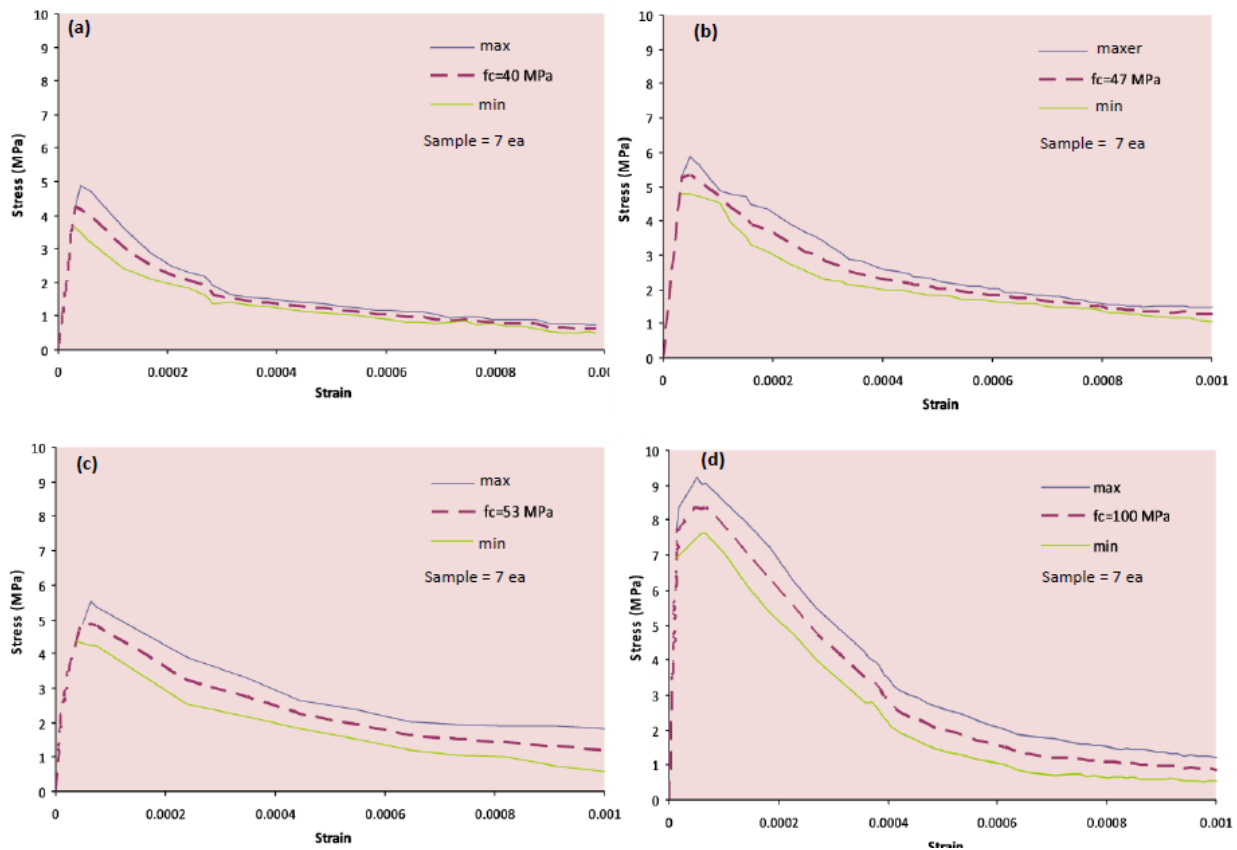 (a)
10
9
8
7
6
5
4
3
2
1
0
Stress (MPa)
max
fc=40 MPa
min
Sample = 7 ea
0 0.0002 0.0004 0.0006 0.0008 0.00
Strain
(b)
10
9
8
7
6
5
4
3
2
1
0
Stress (MPa)
maxer
fc=47 MPa
min
Sample = 7 ea
0 0.0002 0.0004 0.0006 0.0008 0.001
Strain
(c)
10
9
8
7
6
5
4
3
2
1
0
Stress (MPa)
max
fc=53 MPa
min
Sample = 7 ea
0 0.0002 0.0004 0.0006 0.0008 0.001
Strain
(d)
10
9
8
7
6
5
4
3
2
1
0
Stress (MPa)
max
fc=100 MPa
min
Sample = 7 ea
0 0.0002 0.0004 0.0006 0.0008 0.001
Strain